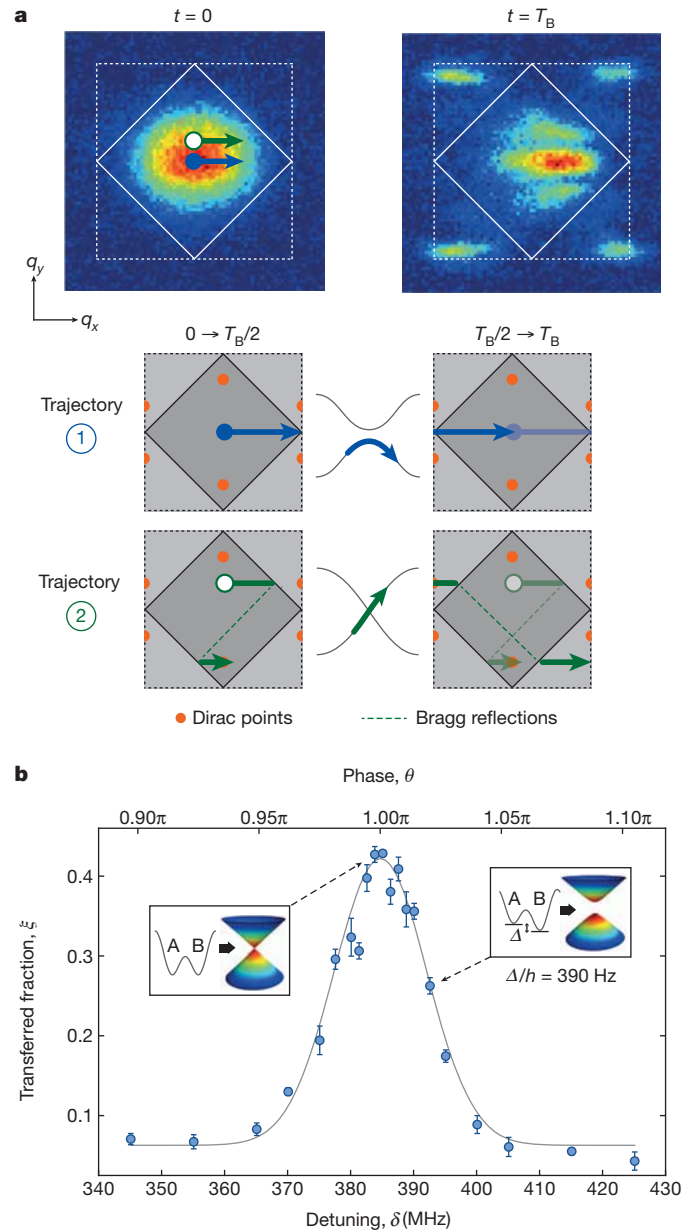 a
t = 0
t = T_B
q_y
q_x
0 → T_B/2
T_B/2 → T_B
Trajectory
1
Trajectory
2
Dirac points
Bragg reflections
b
Phase, θ
0.90π 0.95π 1.00π 1.05π 1.10π
0.4
0.3
0.2
0.1
Transferred fraction, ξ
A B
A B
Δ
Δ/h = 390 Hz
340 350 360 370 380 390 400 410 420 430
Detuning, δ (MHz)